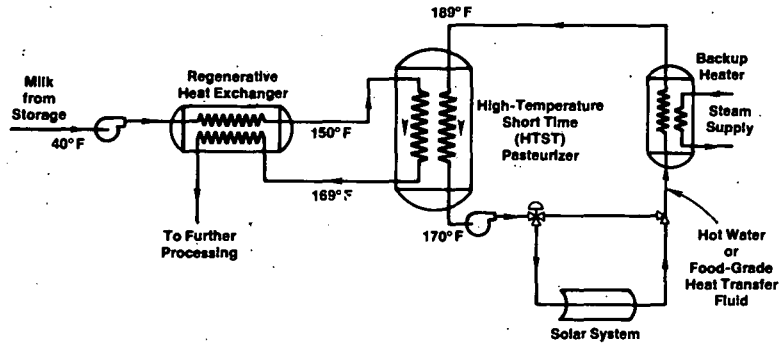 189°F
Backup
Heater
Milk
from
Storage
Regenerative
Heat Exchanger
High-Temperature
Short Time
(HTST)
Pasteurizer
Steam
Supply
40°F
150°F
169°F
170°F
To Further
Processing
Hot Water
or
Food-Grade
Heat Transfer
Fluid
Solar System